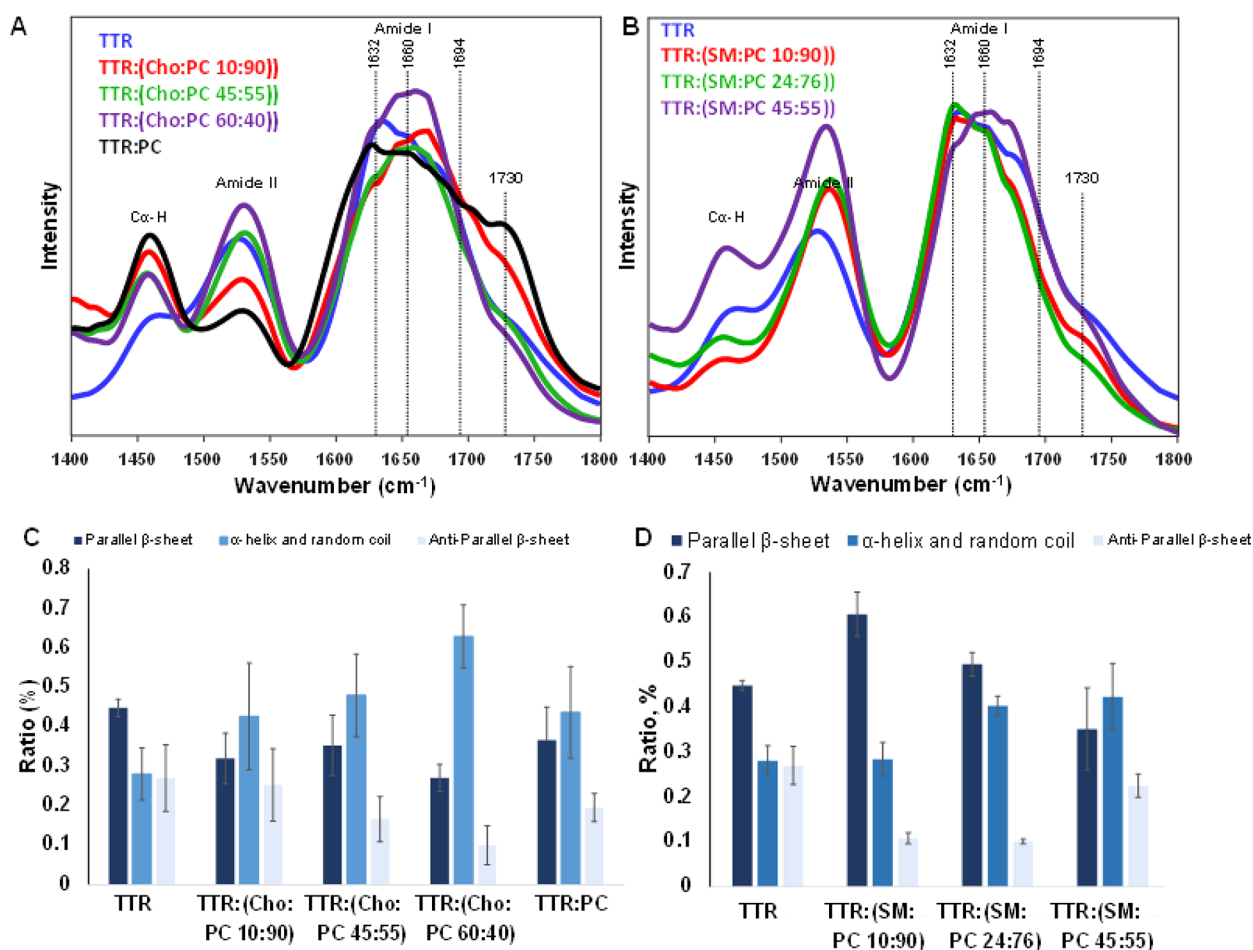 A
TTR
TTR:(Cho:PC 10:90))
TTR:(Cho:PC 45:55))
TTR:(Cho:PC 60:40))
TTR:PC
Amide I
1632
1660
1694
1730
Amide II
Cα- H
Intensity
1400 1450 1500 1550 1600 1650 1700 1750 1800
Wavenumber (cm-1)
B
TTR
TTR:(SM:PC 10:90))
TTR:(SM:PC 24:76))
TTR:(SM:PC 45:55))
Amide I
1632
1660
1694
1730
Amide II
Cα- H
Intensity
1400 1450 1500 1550 1600 1650 1700 1750 1800
Wavenumber (cm-1)
C
Parallel β-sheet α-helix and random coil Anti-Parallel β-sheet
Ratio (%)
0.8
0.7
0.6
0.5
0.4
0.3
0.2
0.1
0
TTR TTR:(Cho: TTR:(Cho: TTR:(Cho: TTR:PC
PC 10:90) PC 45:55) PC 60:40)
D
Parallel β-sheet α-helix and random coil Anti-Parallel β-sheet
Ratio, %
0.7
0.6
0.5
0.4
0.3
0.2
0.1
0
TTR TTR:(SM: TTR:(SM: TTR:(SM:
PC 10:90) PC 24:76) PC 45:55)